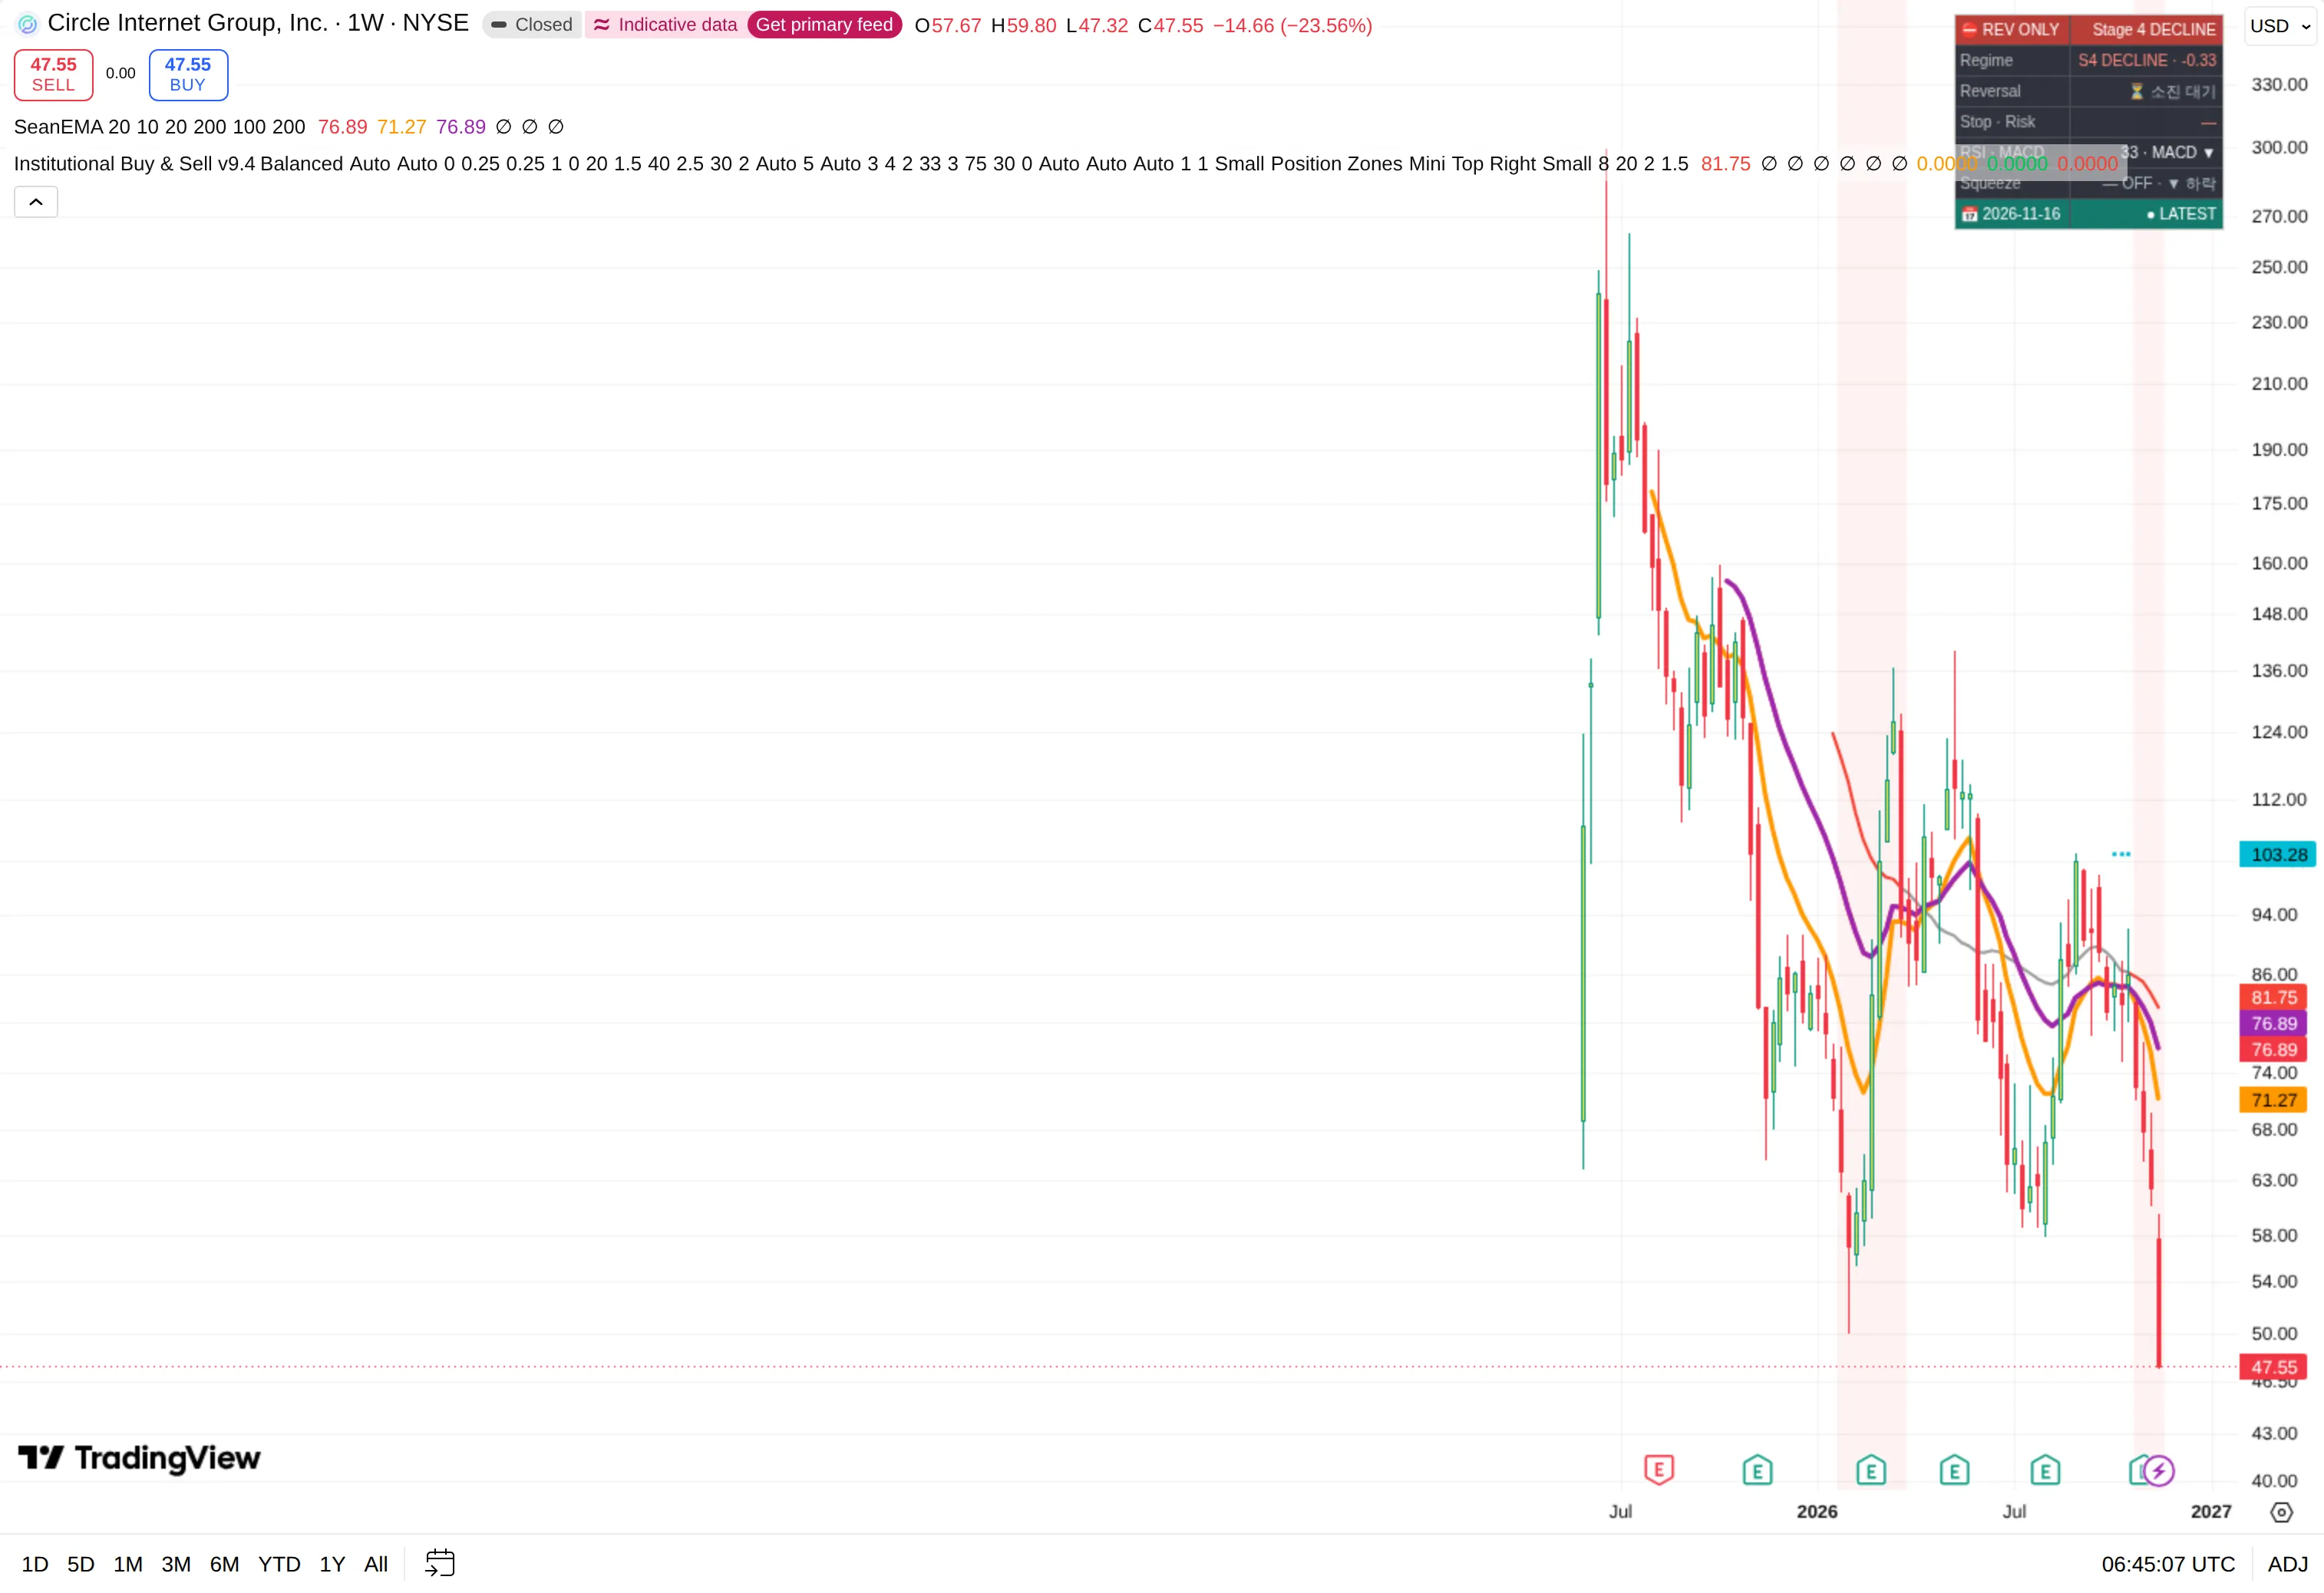 Circle Internet Group, Inc. · 1W · NYSE Closed Indicative data Get primary feed O57.67 H59.80 L47.32 C47.55 −14.66 (−23.56%)
47.55 SELL
0.00
47.55 BUY
SeanEMA 20 10 20 200 100 200 76.89 71.27 76.89 ∅ ∅ ∅
Institutional Buy & Sell v9.4 Balanced Auto Auto 0 0.25 0.25 1 0 20 1.5 40 2.5 30 2 Auto 5 Auto 3 4 2 33 3 75 30 0 Auto Auto Auto 1 1 Small Position Zones Mini Top Right Small 8 20 2 1.5 81.75 ∅ ∅ ∅ ∅ ∅ ∅ 0.0000 0.0000 0.0000
REV ONLY Stage 4 DECLINE
Regime S4 DECLINE · -0.33
Reversal ⏳ 소진 대기
Stop · Risk —
RSI · MACD 33 · MACD ▼
Squeeze — OFF · ▼ 하락
2026-11-16 ● LATEST
USD
330.00
300.00
270.00
250.00
230.00
210.00
190.00
175.00
160.00
148.00
136.00
124.00
112.00
103.28
94.00
86.00
81.75
76.89
76.89
74.00
71.27
68.00
63.00
58.00
54.00
50.00
47.55
46.50
43.00
40.00
E E E E E
Jul 2026 Jul 2027
TradingView
1D 5D 1M 3M 6M YTD 1Y All
06:45:07 UTC ADJ